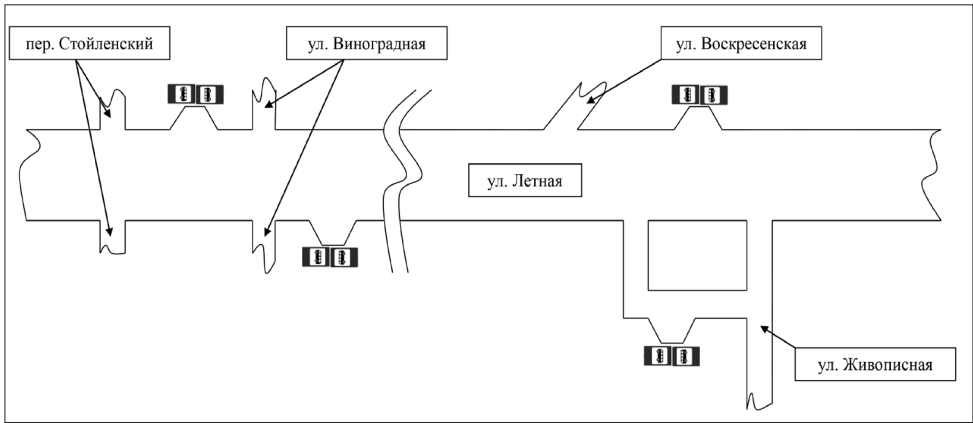 пер. Стойленский
ул. Виноградная
ул. Воскресенская
ул. Летная
ул. Живописная